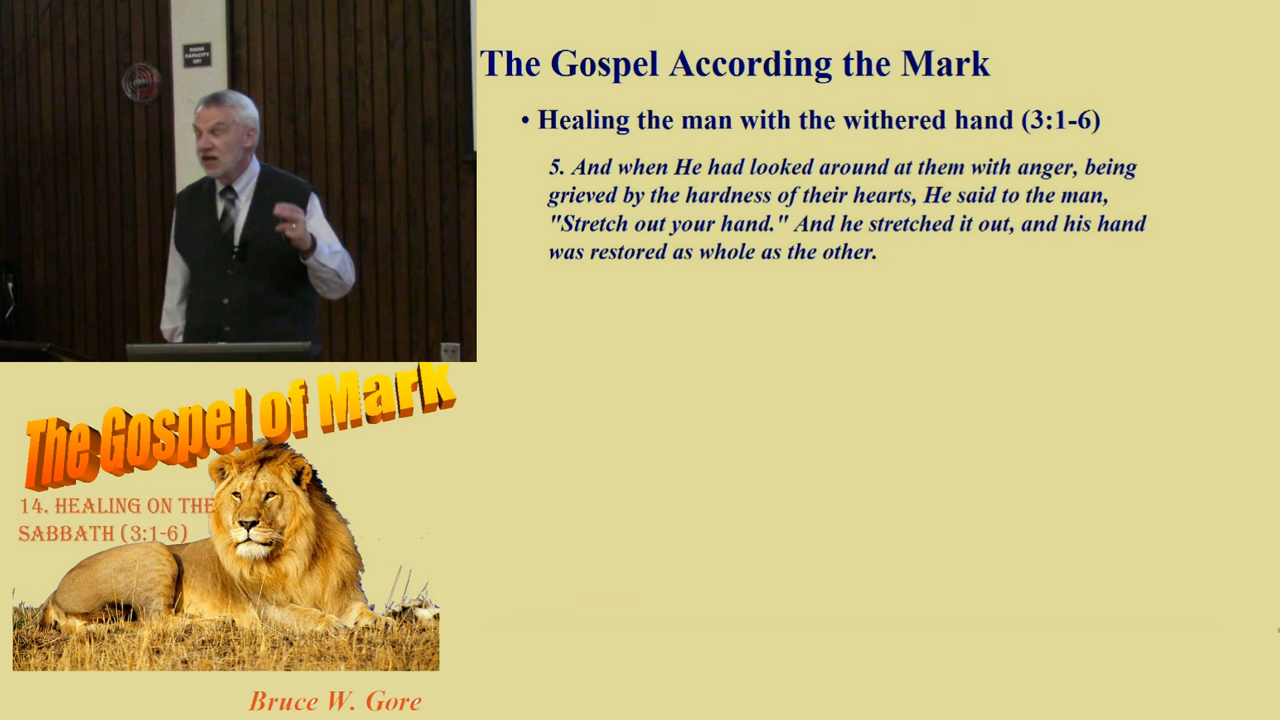 ROOM
CAPACITY
The Gospel According the Mark
• Healing the man with the withered hand (3:1-6)
5. And when He had looked around at them with anger, being
grieved by the hardness of their hearts, He said to the man,
"Stretch out your hand." And he stretched it out, and his hand
was restored as whole as the other.
The Gospel of Mark
14. HEALING ON THE
SABBATH (3:1-6)
Bruce W. Gore